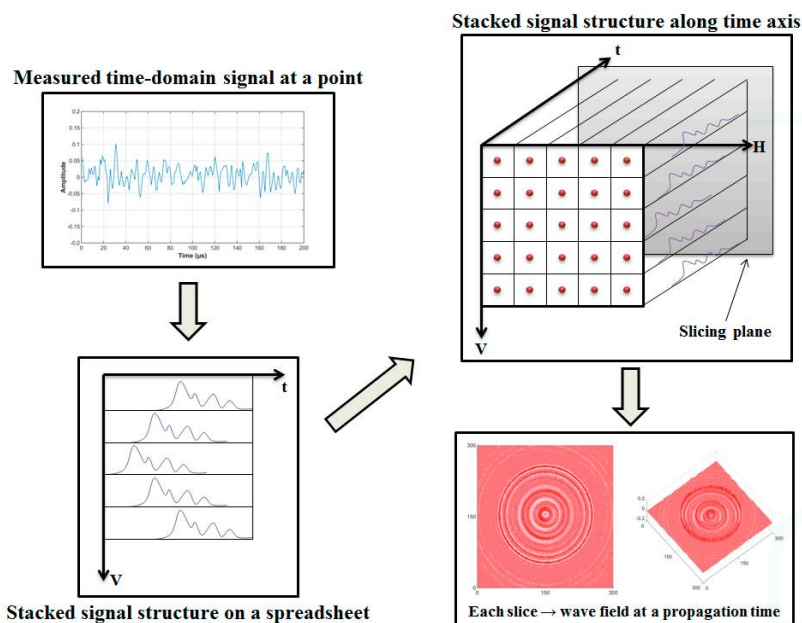 Measured time-domain signal at a point
0.2
0.15
0.1
0.05
0
-0.05
-0.1
-0.15
-0.2
Amplitude
0 20 40 60 80 100 120 140 160 180 200
Time (μs)
t
V
Stacked signal structure on a spreadsheet
Stacked signal structure along time axis
t
H
V
Slicing plane
300
150
0
0 150 300
0.2
0
-0.2
0
150
300
300
150
0
Each slice → wave field at a propagation time